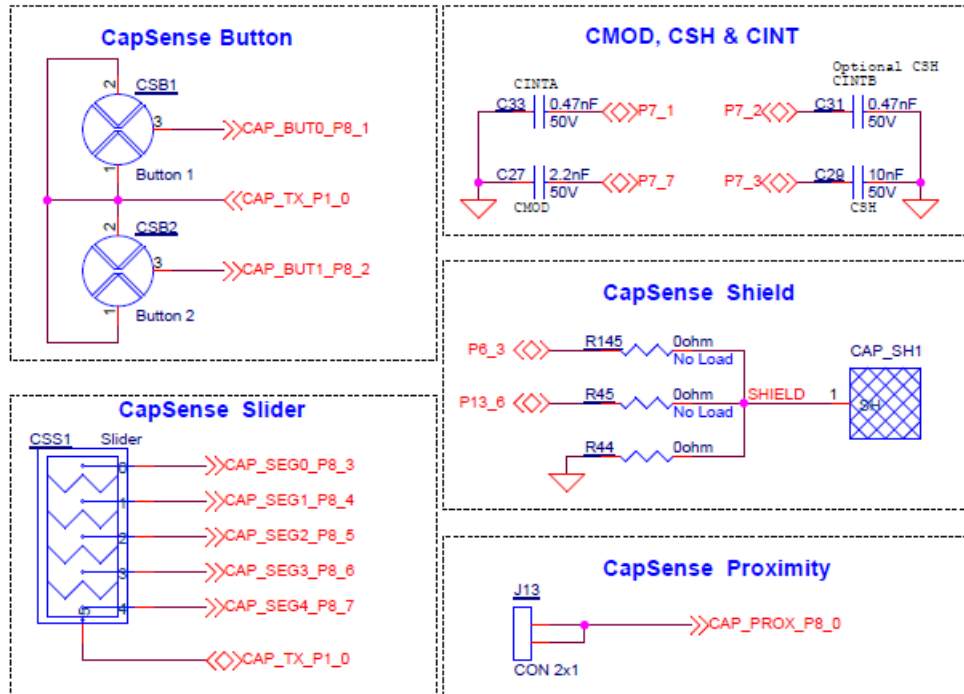 CapSense Button
2
CSB1
3
CAP_BUT0_P8_1
1
Button 1
CAP_TX_P1_0
2
CSB2
3
CAP_BUT1_P8_2
1
Button 2
CapSense Slider
CSS1 Slider
0 CAP_SEG0_P8_3
1 CAP_SEG1_P8_4
2 CAP_SEG2_P8_5
3 CAP_SEG3_P8_6
4 CAP_SEG4_P8_7
5
CAP_TX_P1_0
CMOD, CSH & CINT
CINTA
C33 0.47nF P7_1
50V
C27 2.2nF P7_7
50V
CMOD
Optional CSH
CINTB
P7_2 C31 0.47nF
50V
P7_3 C29 10nF
50V
CSH
CapSense Shield
P6_3 R145 0ohm
No Load
P13_6 R45 0ohm
No Load
R44 0ohm
SHIELD 1
CAP_SH1
SH
CapSense Proximity
J13
CAP_PROX_P8_0
CON 2x1